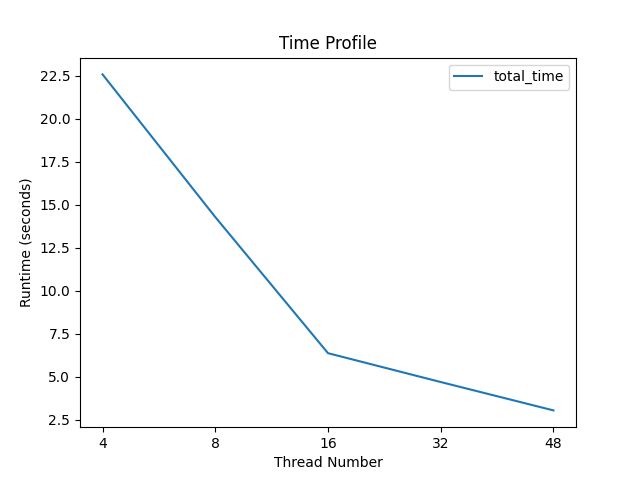 Time Profile
total_time
22.5
20.0
17.5
15.0
12.5
10.0
7.5
5.0
2.5
Runtime (seconds)
4 8 16 32 48
Thread Number